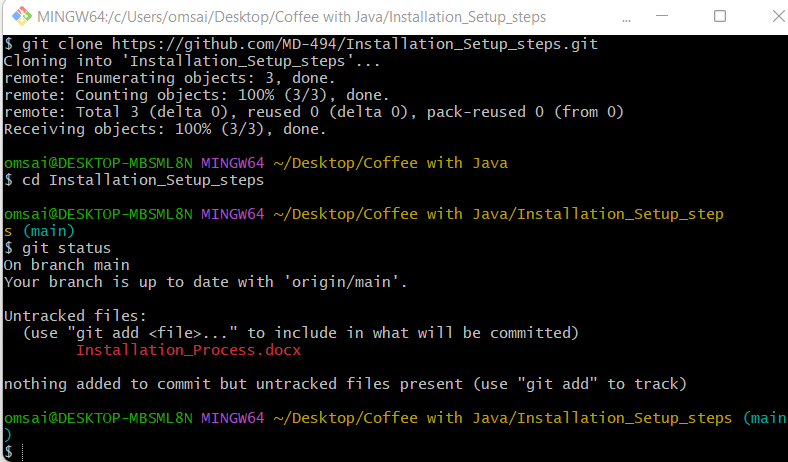 MINGW64:/c/Users/omsai/Desktop/Coffee with Java/Installation_Setup_steps ...
$ git clone https://github.com/MD-494/Installation_Setup_steps.git
Cloning into 'Installation_Setup_steps'...
remote: Enumerating objects: 3, done.
remote: Counting objects: 100% (3/3), done.
remote: Total 3 (delta 0), reused 0 (delta 0), pack-reused 0 (from 0)
Receiving objects: 100% (3/3), done.
omsai@DESKTOP-MBSML8N MINGW64 ~/Desktop/Coffee with Java
$ cd Installation_Setup_steps
omsai@DESKTOP-MBSML8N MINGW64 ~/Desktop/Coffee with Java/Installation_Setup_step
s (main)
$ git status
On branch main
Your branch is up to date with 'origin/main'.
Untracked files:
  (use "git add <file>..." to include in what will be committed)
        Installation_Process.docx
nothing added to commit but untracked files present (use "git add" to track)
omsai@DESKTOP-MBSML8N MINGW64 ~/Desktop/Coffee with Java/Installation_Setup_steps (main
)
$